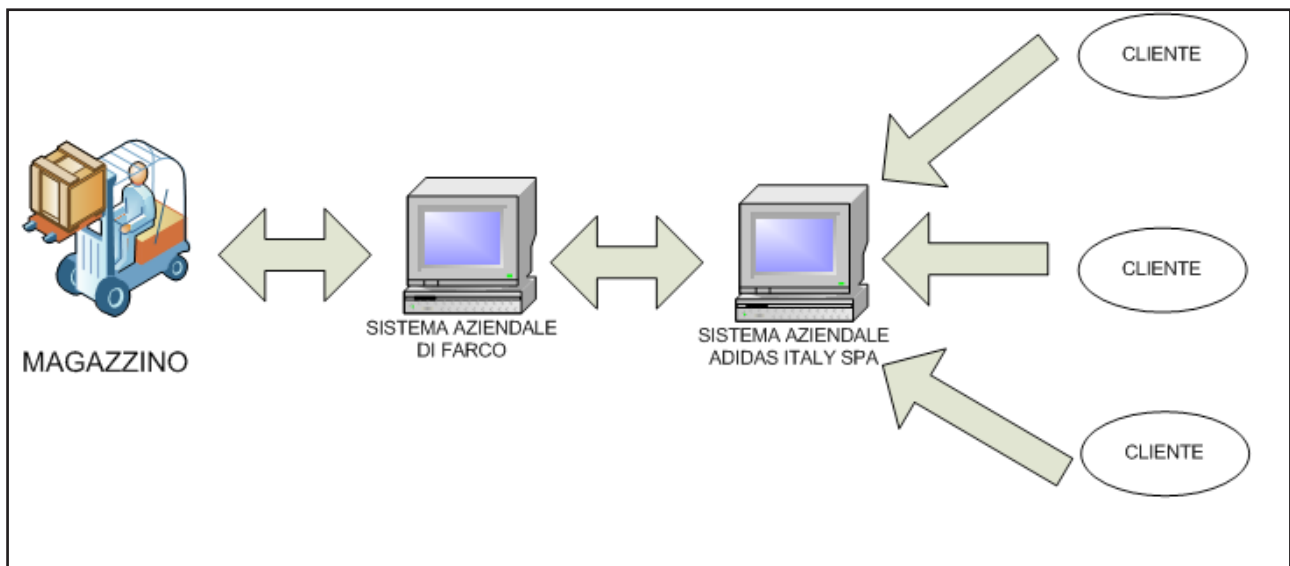 CLIENTE
CLIENTE
SISTEMA AZIENDALE
DI FARCO
SISTEMA AZIENDALE
ADIDAS ITALY SPA
MAGAZZINO
CLIENTE